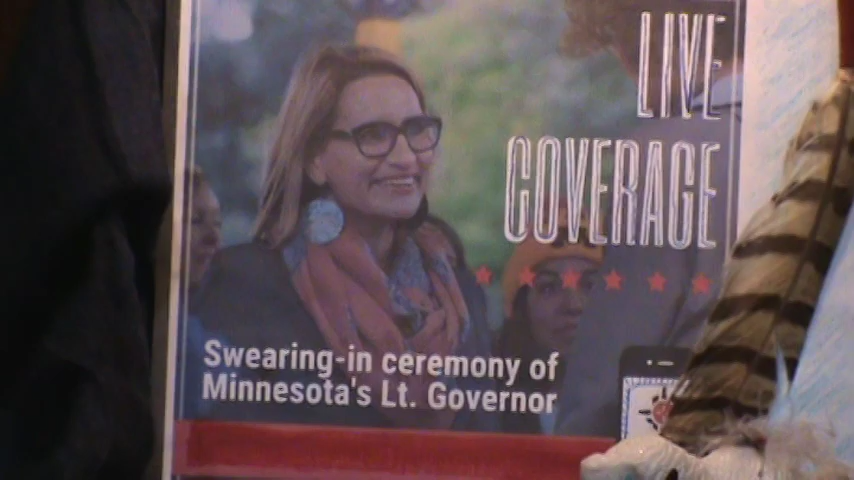 LIVE
COVERAGE
Swearing-in ceremony of
Minnesota's Lt. Governor